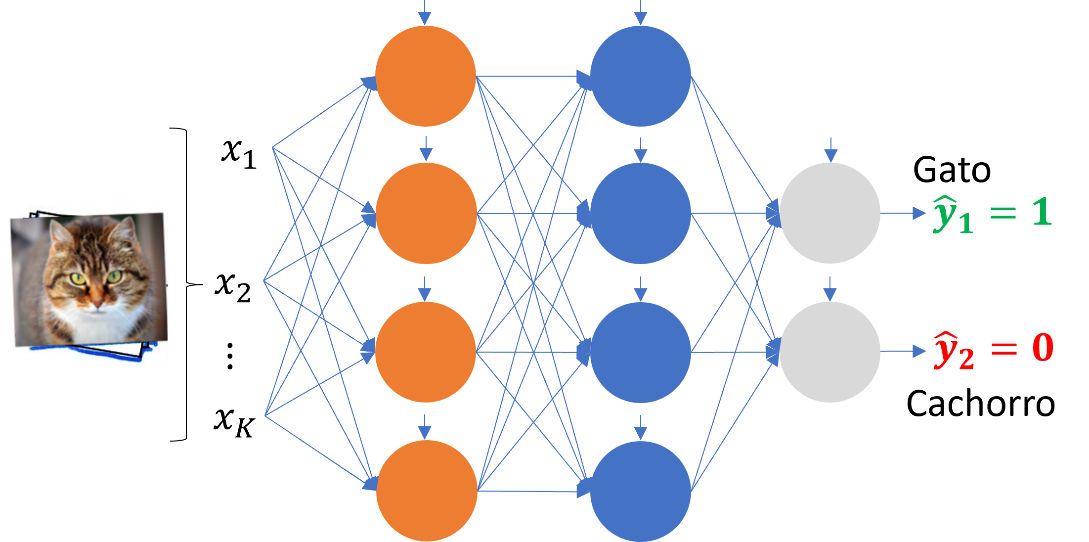 x₁
x₂
⋮
x_K
Gato
ŷ₁ = 1
ŷ₂ = 0
Cachorro